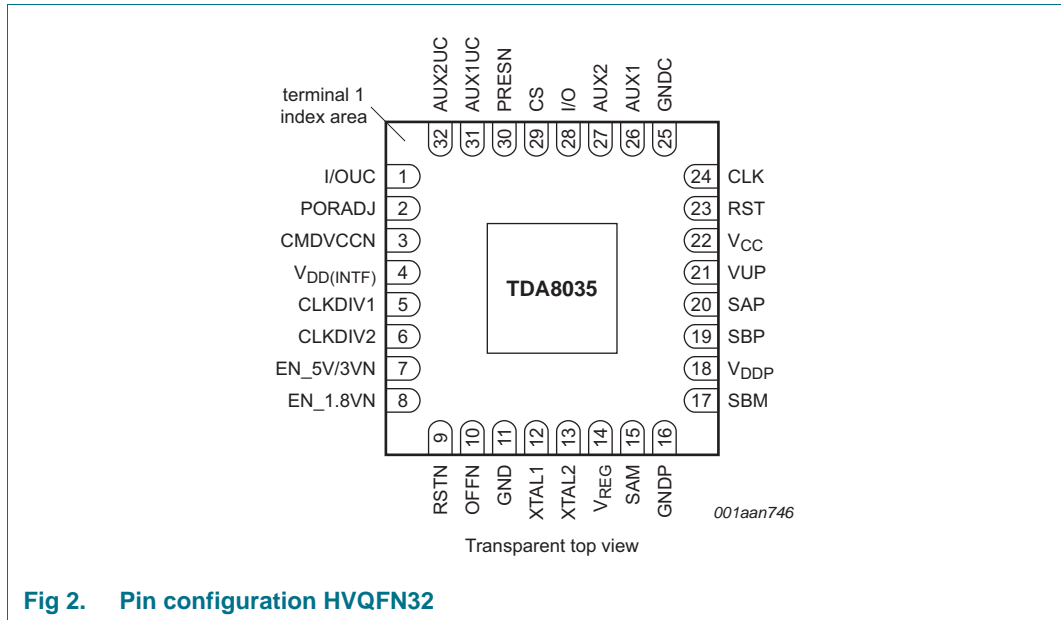 AUX2UC
AUX1UC
PRESN
CS
I/O
AUX2
AUX1
GNDC
terminal 1
index area
32
31
30
29
28
27
26
25
I/OUC 1
PORADJ 2
CMDVCCN 3
VDD(INTF) 4
CLKDIV1 5
CLKDIV2 6
EN_5V/3VN 7
EN_1.8VN 8
TDA8035
24 CLK
23 RST
22 VCC
21 VUP
20 SAP
19 SBP
18 VDDP
17 SBM
9
10
11
12
13
14
15
16
RSTN
OFFN
GND
XTAL1
XTAL2
VREG
SAM
GNDP
001aan746
Transparent top view
Fig 2. Pin configuration HVQFN32